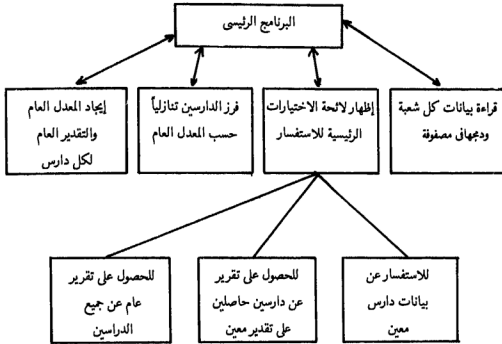 البرنامج الرئيسى
قراءة بيانات كل شعبة
ودمجهافى مصفوفة
إظهار لائحة الاختيارات
الرئيسية للاستفسار
فرز الدارسين تنازلياً
حسب المعدل العام
إيجاد المعدل العام
والتقدير العام
لكل دارس
للاستفسار عن
بيانات دارس
معين
للحصول على تقرير
عن دارسين حاصلين
على تقدير معين
للحصول على تقرير
عام عن جميع
الدراسين